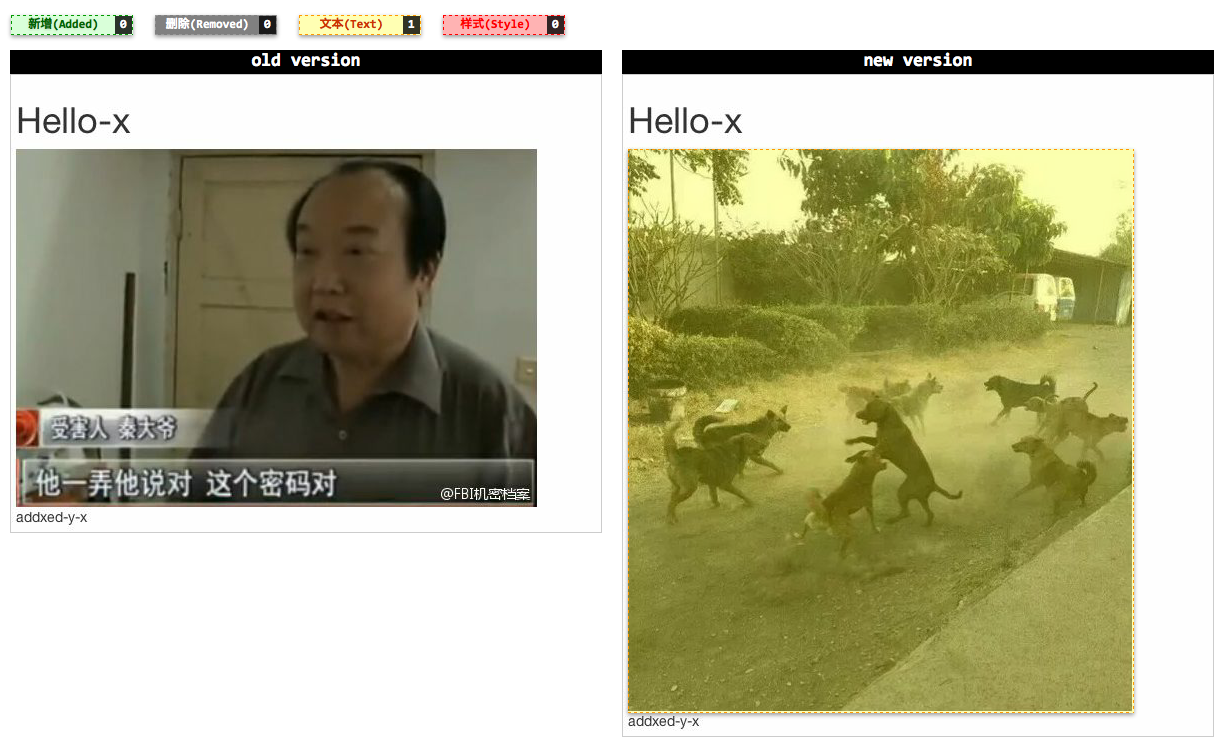 新增(Added) 0 删除(Removed) 0 文本(Text) 1 样式(Style) 0
old version
new version
Hello-x
受害人 秦大爷
他一弄他说对 这个密码对
@FBI机密档案
addxed-y-x
Hello-x
addxed-y-x